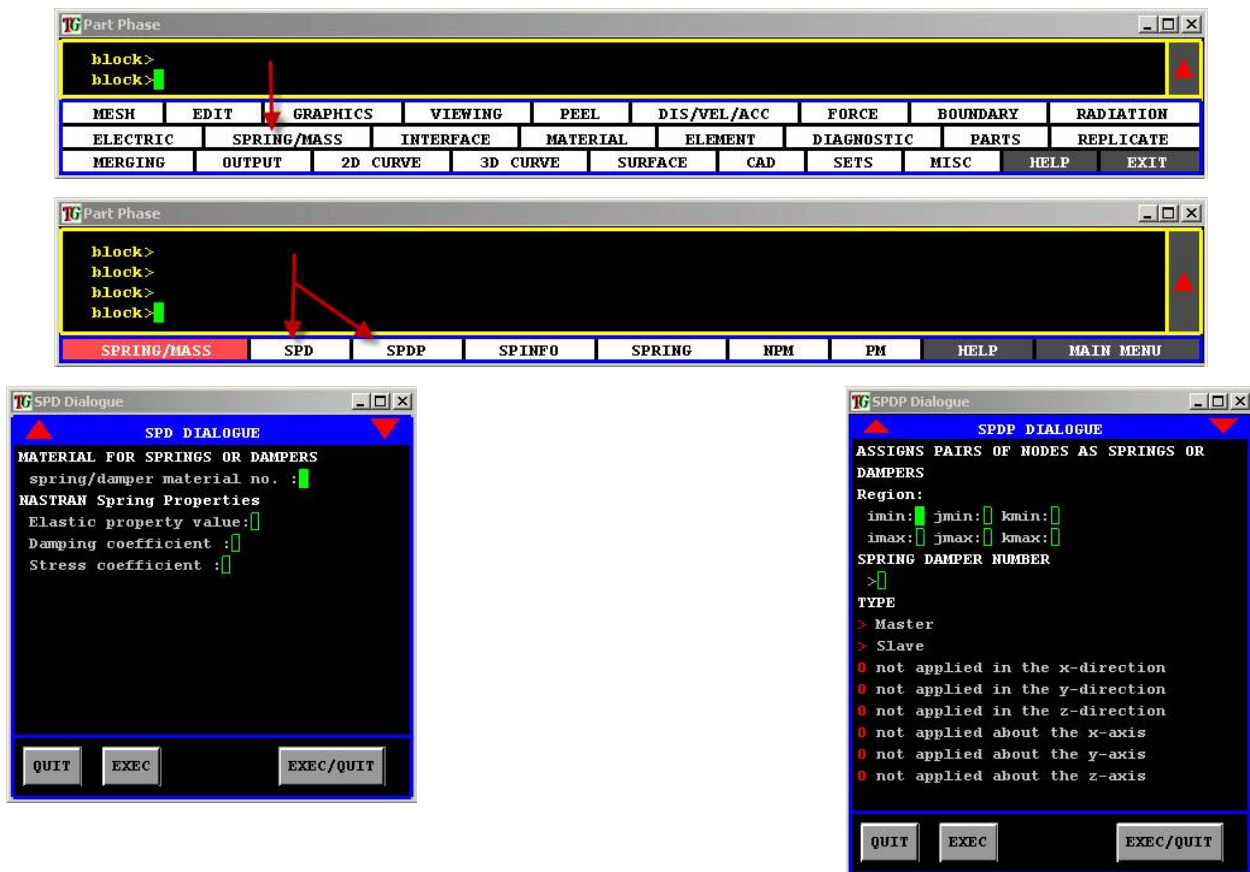 TG Part Phase
block>
block>
MESH EDIT GRAPHICS VIEWING PEEL DIS/VEL/ACC FORCE BOUNDARY RADIATION
ELECTRIC SPRING/MASS INTERFACE MATERIAL ELEMENT DIAGNOSTIC PARTS REPLICATE
MERGING OUTPUT 2D CURVE 3D CURVE SURFACE CAD SETS MISC HELP EXIT
TG Part Phase
block>
block>
block>
block>
SPRING/MASS SPD SPDP SPINFO SPRING NPM PM HELP MAIN MENU
TG SPD Dialogue
SPD DIALOGUE
MATERIAL FOR SPRINGS OR DAMPERS
spring/damper material no. :
NASTRAN Spring Properties
Elastic property value:
Damping coefficient :
Stress coefficient :
QUIT EXEC EXEC/QUIT
TG SPDP Dialogue
SPDP DIALOGUE
ASSIGNS PAIRS OF NODES AS SPRINGS OR
DAMPERS
Region:
imin: jmin: kmin:
imax: jmax: kmax:
SPRING DAMPER NUMBER
>
TYPE
> Master
> Slave
0 not applied in the x-direction
0 not applied in the y-direction
0 not applied in the z-direction
0 not applied about the x-axis
0 not applied about the y-axis
0 not applied about the z-axis
QUIT EXEC EXEC/QUIT